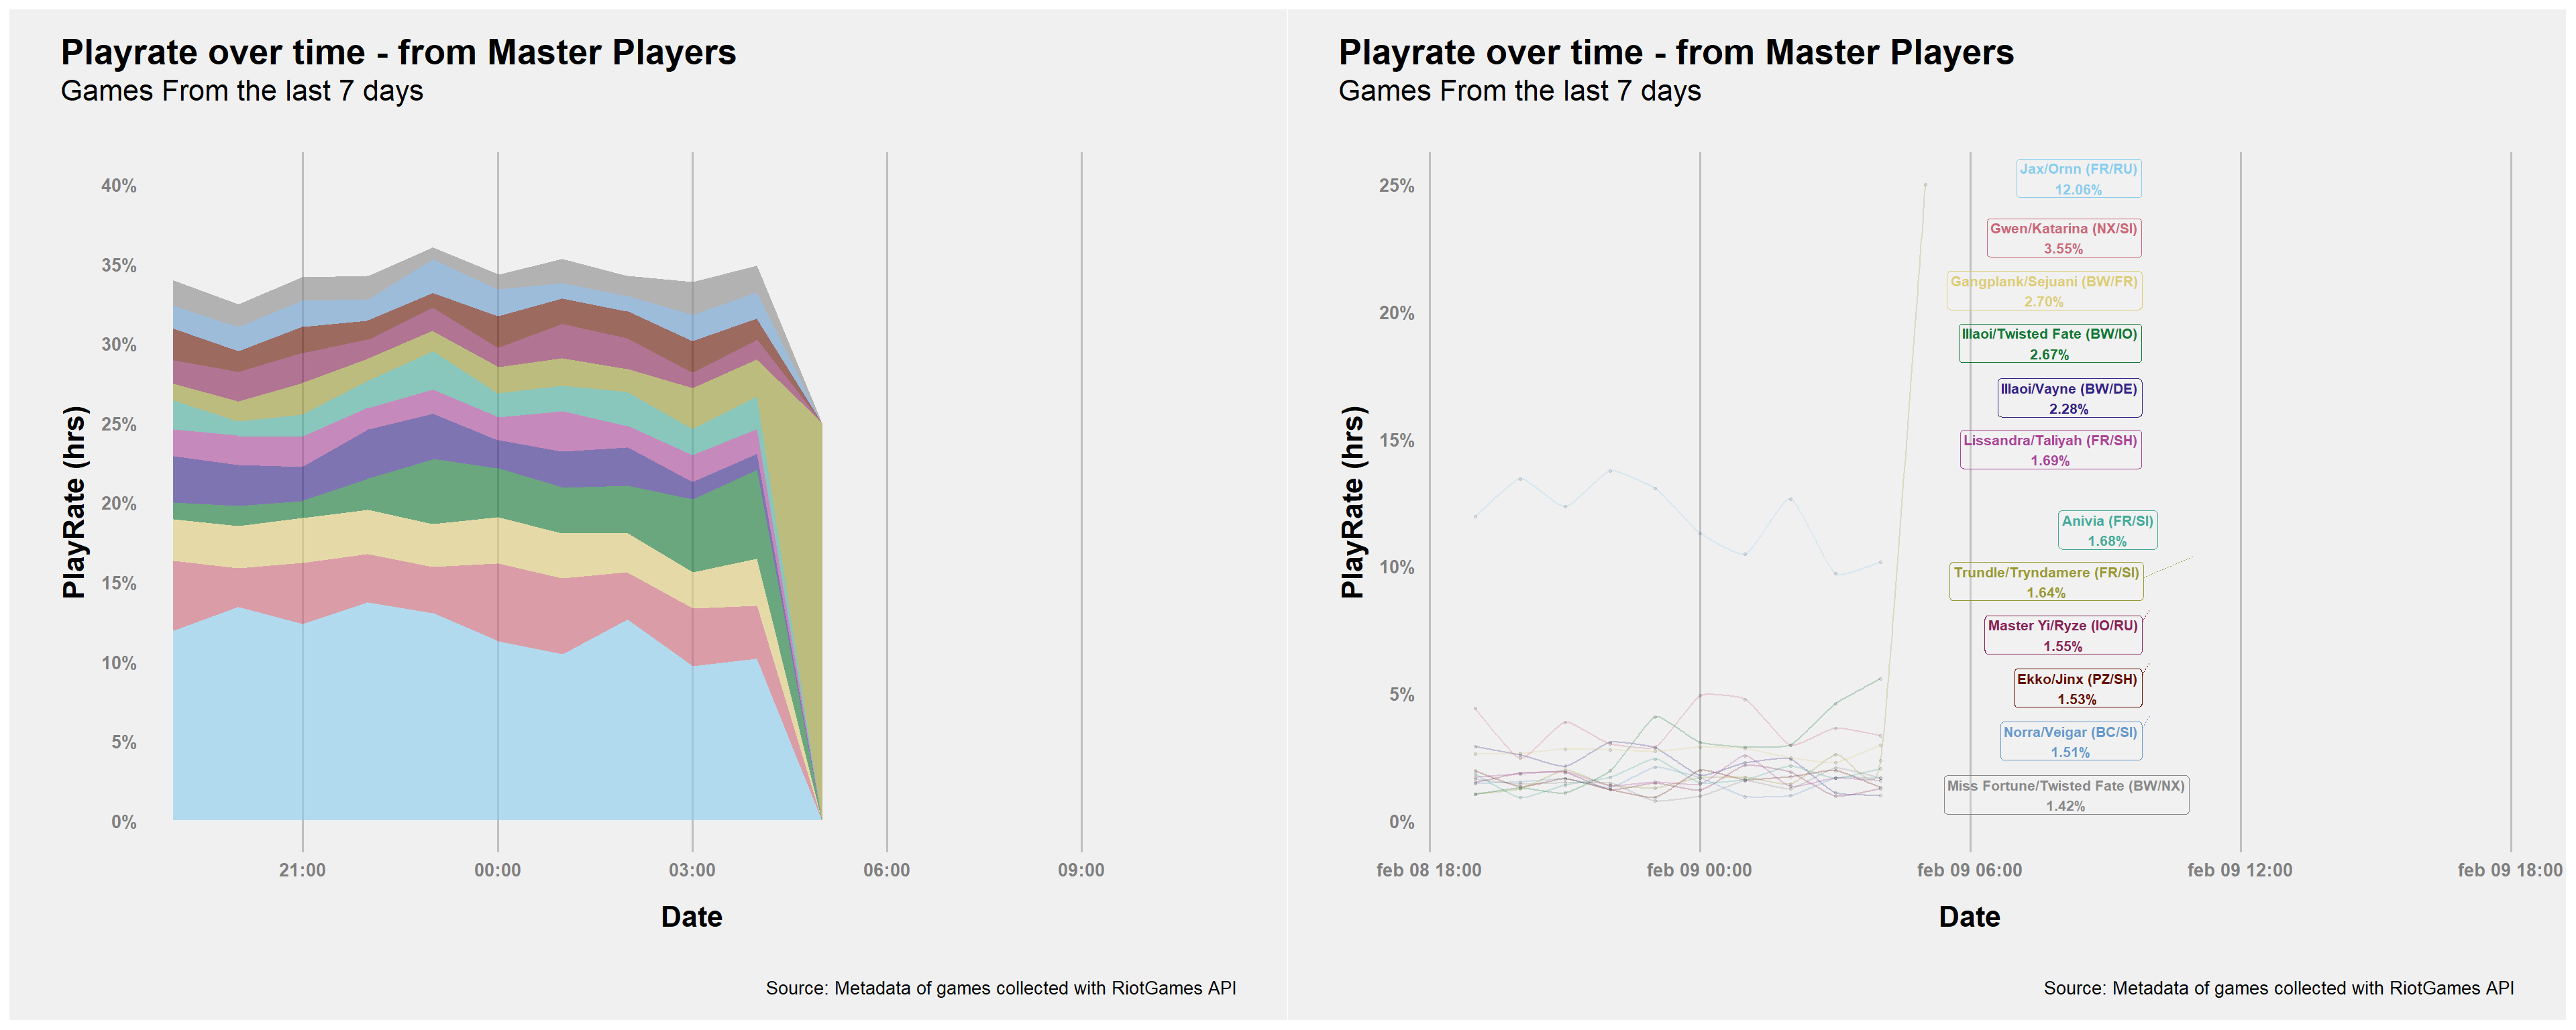 Playrate over time - from Master Players
Games From the last 7 days
PlayRate (hrs)
40%
35%
30%
25%
20%
15%
10%
5%
0%
21:00
00:00
03:00
06:00
09:00
Date
Source: Metadata of games collected with RiotGames API
Playrate over time - from Master Players
Games From the last 7 days
PlayRate (hrs)
25%
20%
15%
10%
5%
0%
Jax/Ornn (FR/RU)
12.06%
Gwen/Katarina (NX/SI)
3.55%
Gangplank/Sejuani (BW/FR)
2.70%
Illaoi/Twisted Fate (BW/IO)
2.67%
Illaoi/Vayne (BW/DE)
2.28%
Lissandra/Taliyah (FR/SH)
1.69%
Anivia (FR/SI)
1.68%
Trundle/Tryndamere (FR/SI)
1.64%
Master Yi/Ryze (IO/RU)
1.55%
Ekko/Jinx (PZ/SH)
1.53%
Norra/Veigar (BC/SI)
1.51%
Miss Fortune/Twisted Fate (BW/NX)
1.42%
feb 08 18:00
feb 09 00:00
feb 09 06:00
feb 09 12:00
feb 09 18:00
Date
Source: Metadata of games collected with RiotGames API